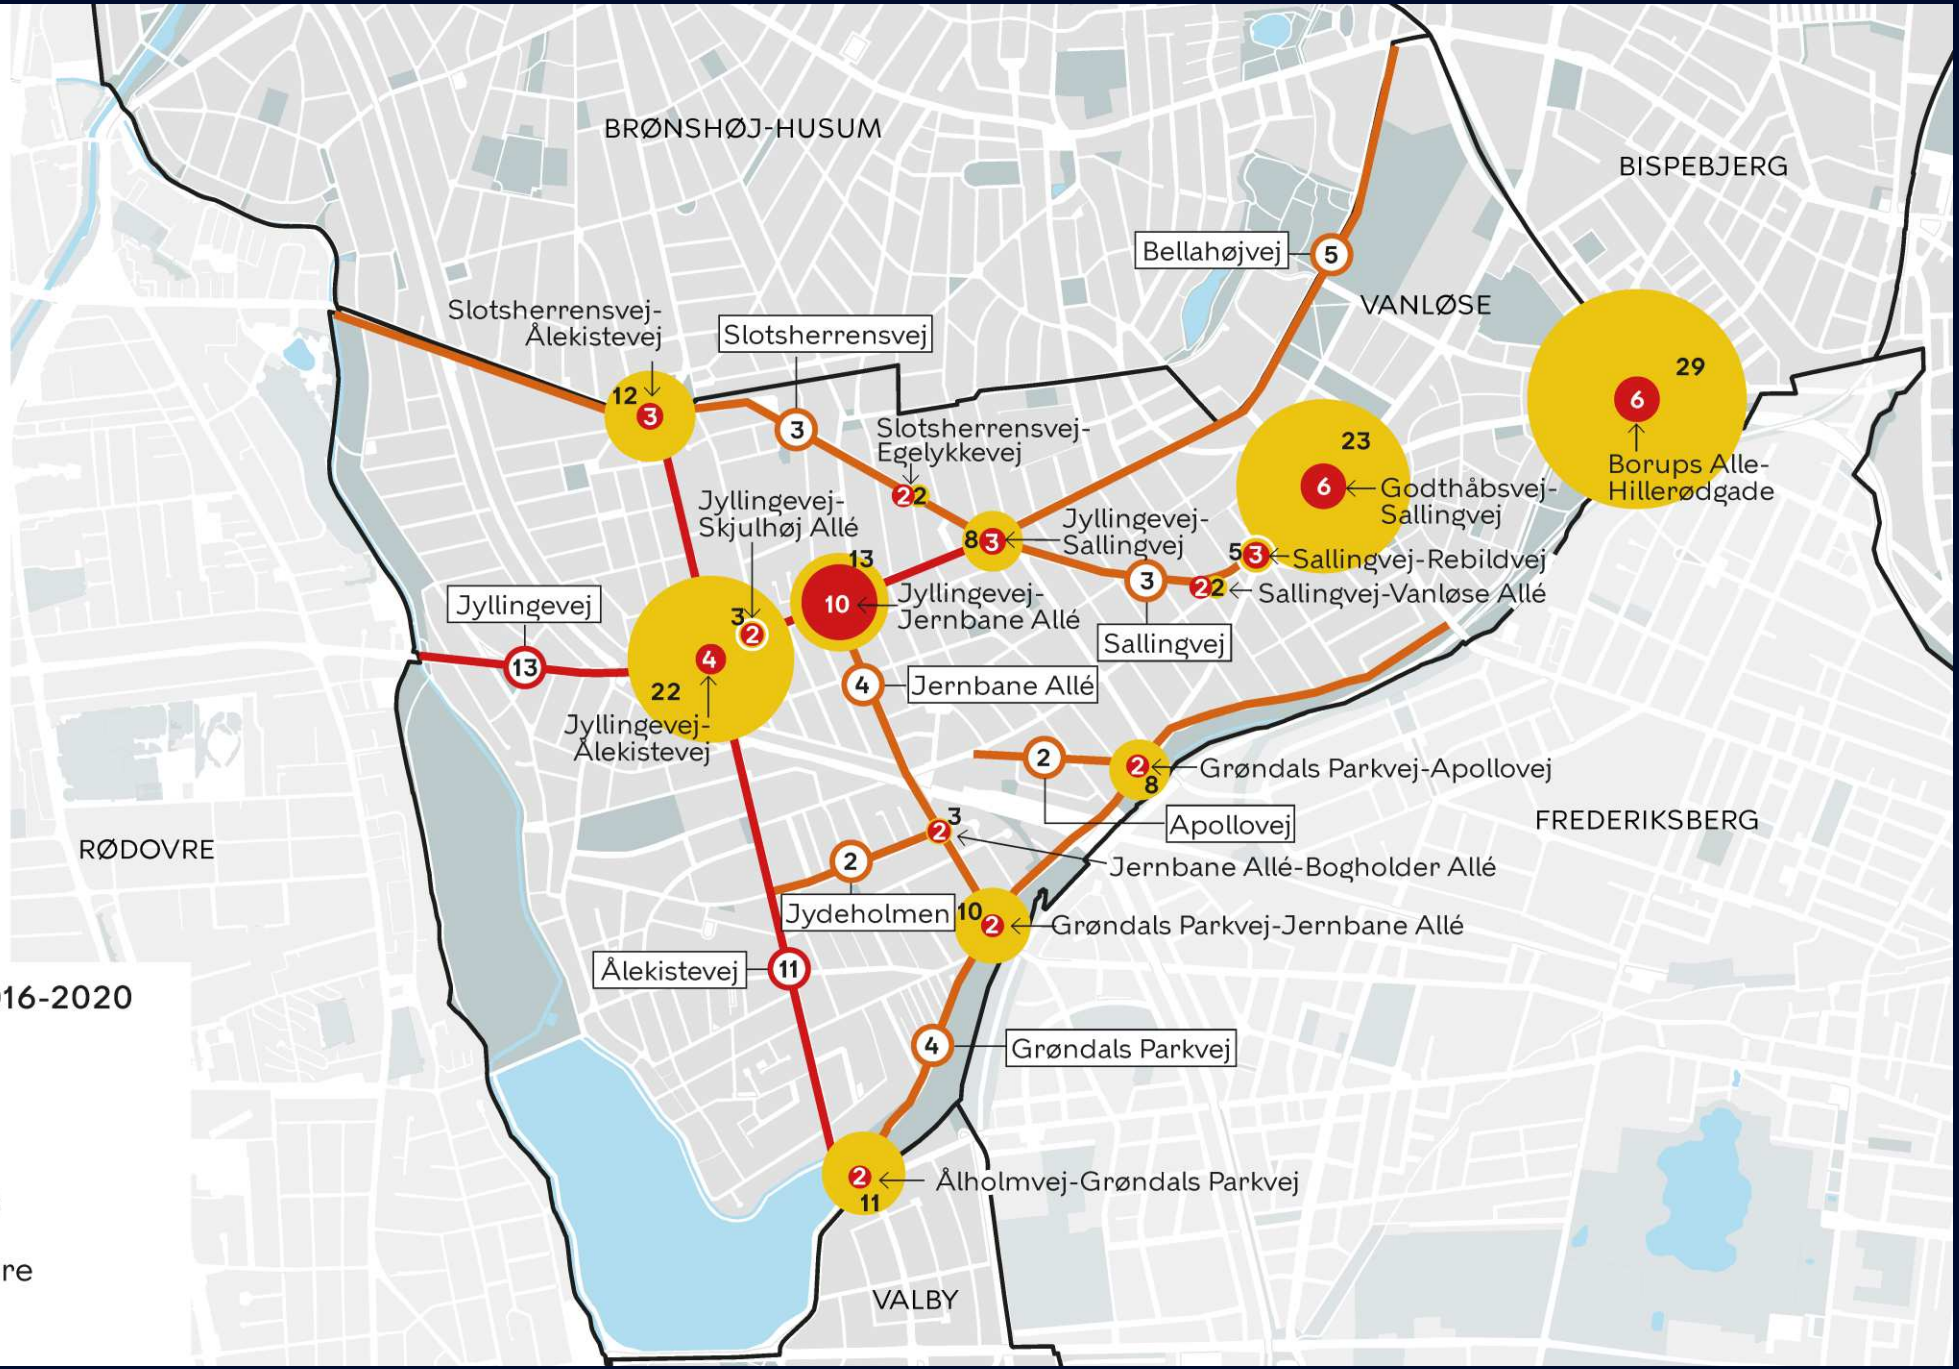 BRØNSHØJ-HUSUM
BISPEBJERG
Bellahøjvej
5
VANLØSE
Slotsherrensvej-
Ålekistevej
12
3
Slotsherrensvej
3
29
6
Borups Alle-
Hillerødgade
Slotsherrensvej-
Egelykkevej
2
2
23
6
Godthåbsvej-
Sallingvej
Jyllingevej-
Skjulhøj Allé
3
2
8
3
Jyllingevej-
Sallingvej
5
3
Sallingvej-Rebildvej
13
10
Jyllingevej-
Jernbane Allé
3
Sallingvej
2
2
Sallingvej-Vanløse Allé
Jyllingevej
13
4
22
Jyllingevej-
Ålekistevej
4
Jernbane Allé
2
Apollovej
2
8
Grøndals Parkvej-Apollovej
FREDERIKSBERG
RØDOVRE
2
3
Jernbane Allé-Bogholder Allé
2
Jydeholmen
10
2
Grøndals Parkvej-Jernbane Allé
Ålekistevej
11
16-2020
4
Grøndals Parkvej
2
11
Ålholmvej-Grøndals Parkvej
re
VALBY